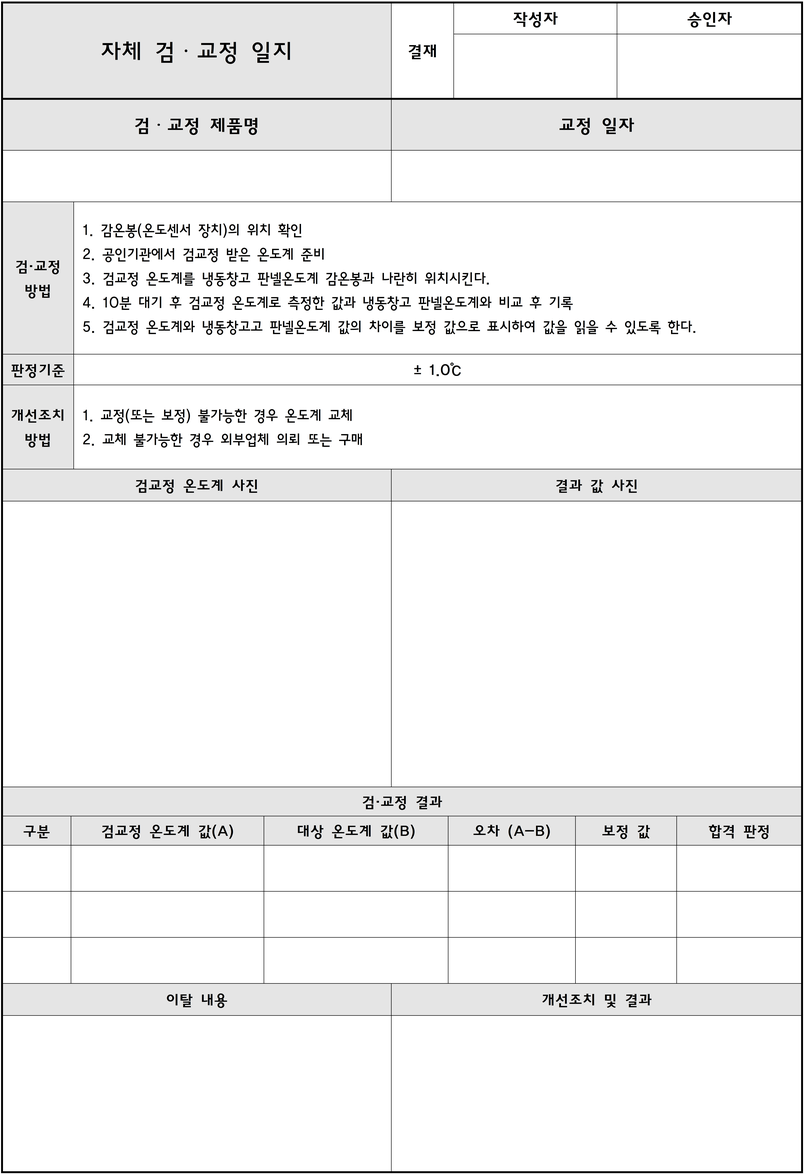 자체 검 · 교정 일지
결재
작성자
승인자
검 · 교정 제품명
교정 일자
검·교정
방법
1. 감온봉(온도센서 장치)의 위치 확인
2. 공인기관에서 검교정 받은 온도계 준비
3. 검교정 온도계를 냉동창고 판넬온도계 감온봉과 나란히 위치시킨다.
4. 10분 대기 후 검교정 온도계로 측정한 값과 냉동창고 판넬온도계와 비교 후 기록
5. 검교정 온도계와 냉동창고고 판넬온도계 값의 차이를 보정 값으로 표시하여 값을 읽을 수 있도록 한다.
판정기준
± 1.0℃
개선조치
방법
1. 교정(또는 보정) 불가능한 경우 온도계 교체
2. 교체 불가능한 경우 외부업체 의뢰 또는 구매
검교정 온도계 사진
결과 값 사진
검·교정 결과
구분
검교정 온도계 값(A)
대상 온도계 값(B)
오차 (A-B)
보정 값
합격 판정
이탈 내용
개선조치 및 결과